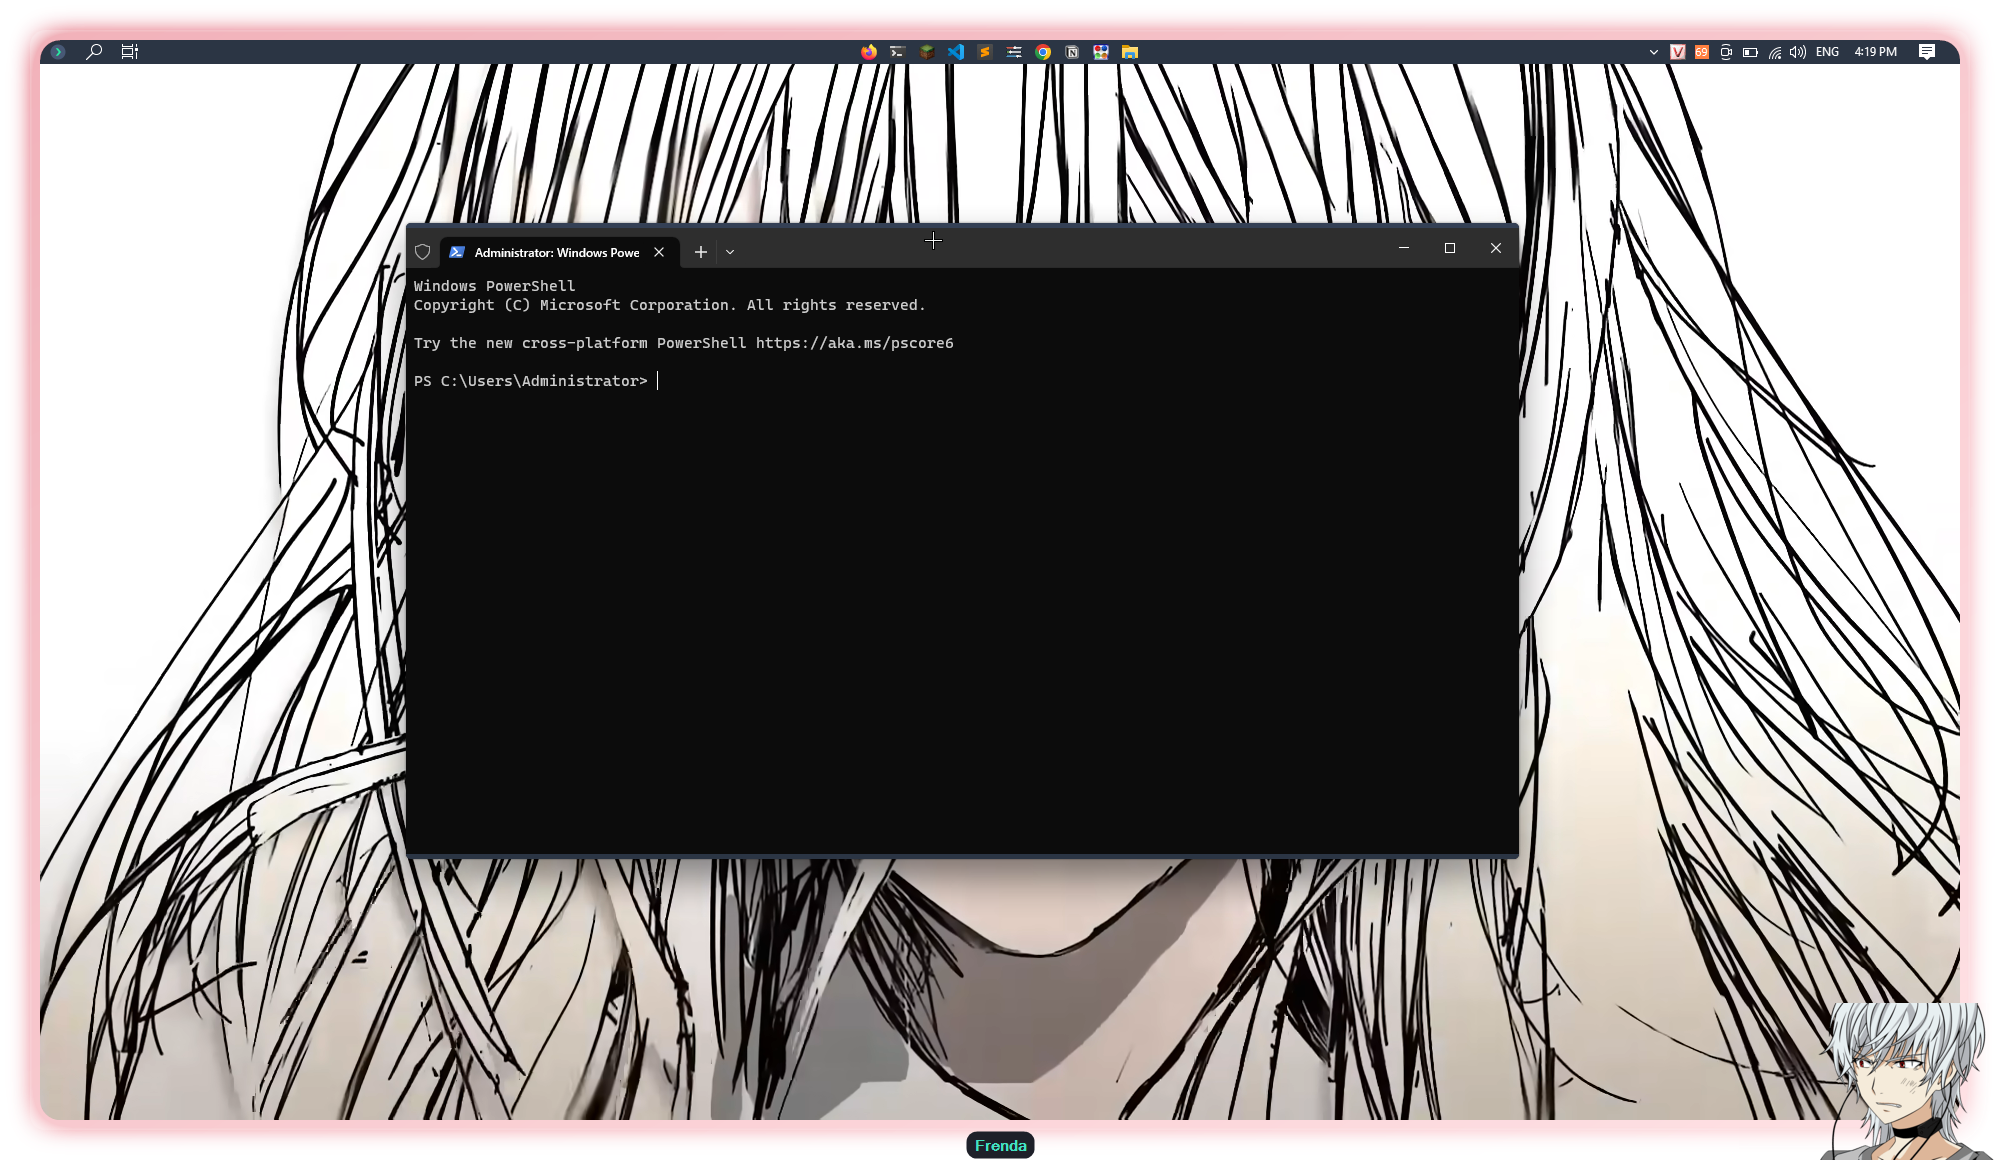 V 69 ENG 4:19 PM
Administrator: Windows Powe
Windows PowerShell
Copyright (C) Microsoft Corporation. All rights reserved.
Try the new cross-platform PowerShell https://aka.ms/pscore6
PS C:\Users\Administrator>
Frenda